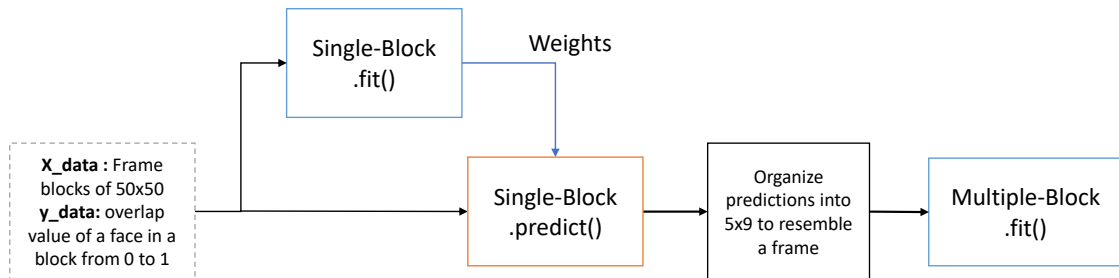 Single-Block
.fit()
Weights
X_data : Frame
blocks of 50x50
y_data: overlap
value of a face in a
block from 0 to 1
Single-Block
.predict()
Organize
predictions into
5x9 to resemble
a frame
Multiple-Block
.fit()